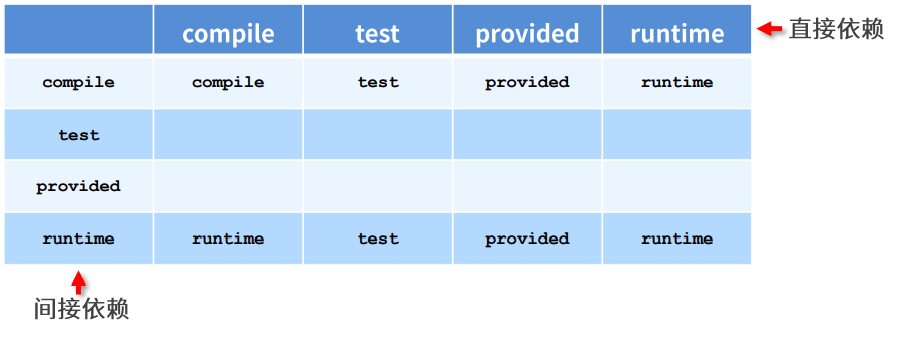 compile test provided runtime 直接依赖
compile compile test provided runtime
test
provided
runtime runtime test provided runtime
间接依赖